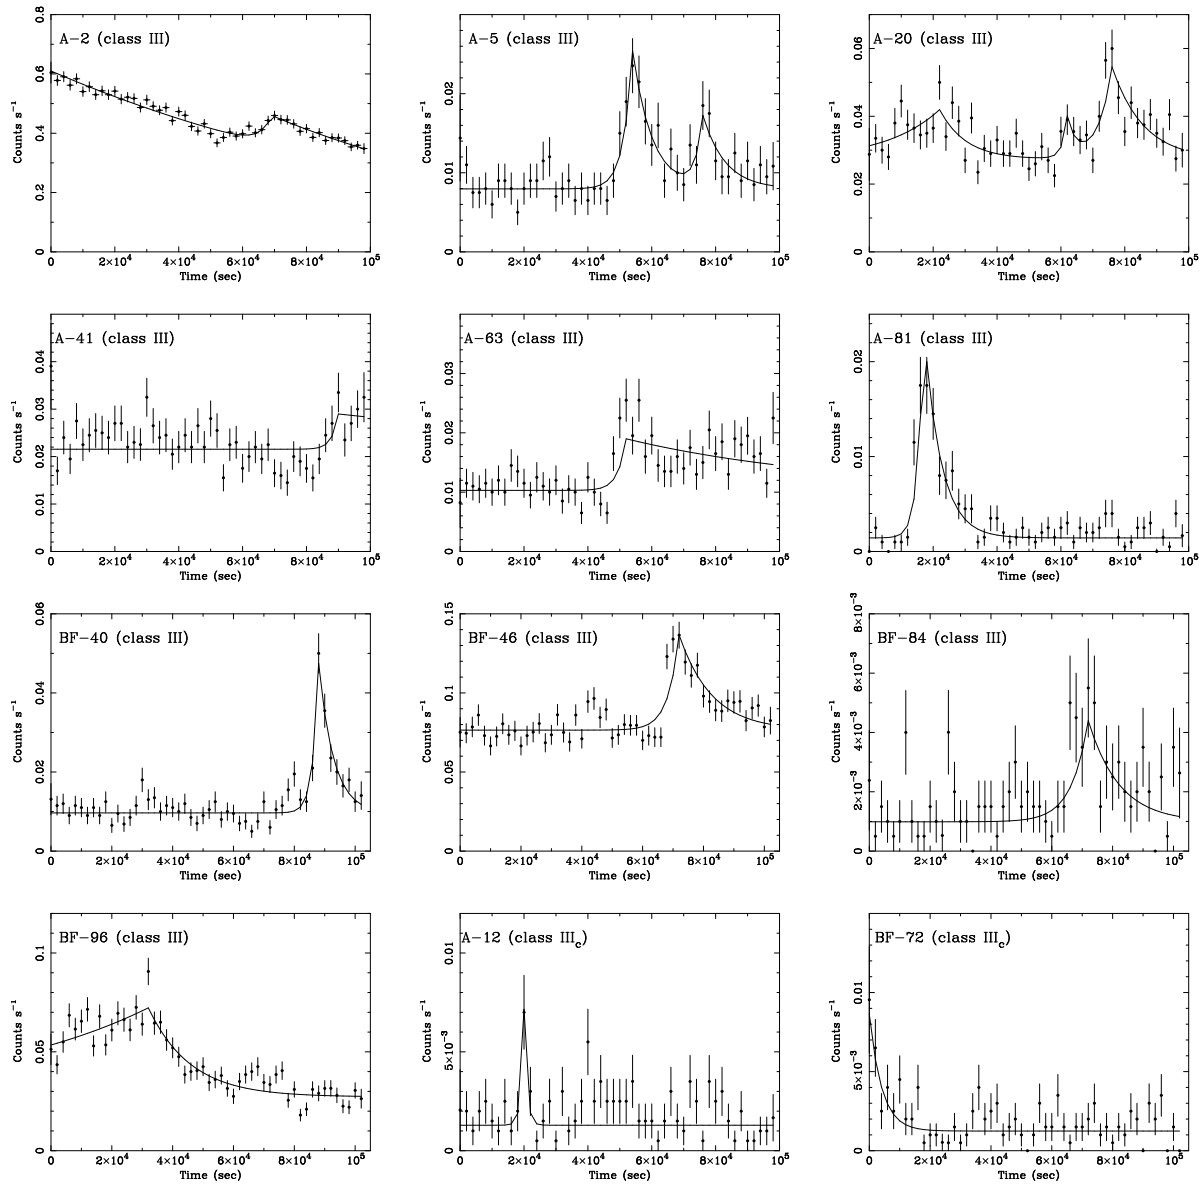 A−2 (class III)
Counts s⁻¹
0 0.2 0.4 0.6 0.8
0 2×10⁴ 4×10⁴ 6×10⁴ 8×10⁴ 10⁵
Time (sec)
A−5 (class III)
Counts s⁻¹
0 0.01 0.02
0 2×10⁴ 4×10⁴ 6×10⁴ 8×10⁴ 10⁵
Time (sec)
A−20 (class III)
Counts s⁻¹
0 0.02 0.04 0.06
0 2×10⁴ 4×10⁴ 6×10⁴ 8×10⁴ 10⁵
Time (sec)
A−41 (class III)
Counts s⁻¹
0 0.01 0.02 0.03 0.04
0 2×10⁴ 4×10⁴ 6×10⁴ 8×10⁴ 10⁵
Time (sec)
A−63 (class III)
Counts s⁻¹
0 0.01 0.02 0.03
0 2×10⁴ 4×10⁴ 6×10⁴ 8×10⁴ 10⁵
Time (sec)
A−81 (class III)
Counts s⁻¹
0 0.01 0.02
0 2×10⁴ 4×10⁴ 6×10⁴ 8×10⁴ 10⁵
Time (sec)
BF−40 (class III)
Counts s⁻¹
0 0.02 0.04 0.06
0 2×10⁴ 4×10⁴ 6×10⁴ 8×10⁴ 10⁵
Time (sec)
BF−46 (class III)
Counts s⁻¹
0 0.05 0.1 0.15
0 2×10⁴ 4×10⁴ 6×10⁴ 8×10⁴ 10⁵
Time (sec)
BF−84 (class III)
Counts s⁻¹
0 2×10⁻³ 4×10⁻³ 6×10⁻³ 8×10⁻³
0 2×10⁴ 4×10⁴ 6×10⁴ 8×10⁴ 10⁵
Time (sec)
BF−96 (class III)
Counts s⁻¹
0 0.05 0.1
0 2×10⁴ 4×10⁴ 6×10⁴ 8×10⁴ 10⁵
Time (sec)
A−12 (class III_c)
Counts s⁻¹
0 5×10⁻³ 0.01
0 2×10⁴ 4×10⁴ 6×10⁴ 8×10⁴ 10⁵
Time (sec)
BF−72 (class III_c)
Counts s⁻¹
0 5×10⁻³ 0.01
0 2×10⁴ 4×10⁴ 6×10⁴ 8×10⁴ 10⁵
Time (sec)